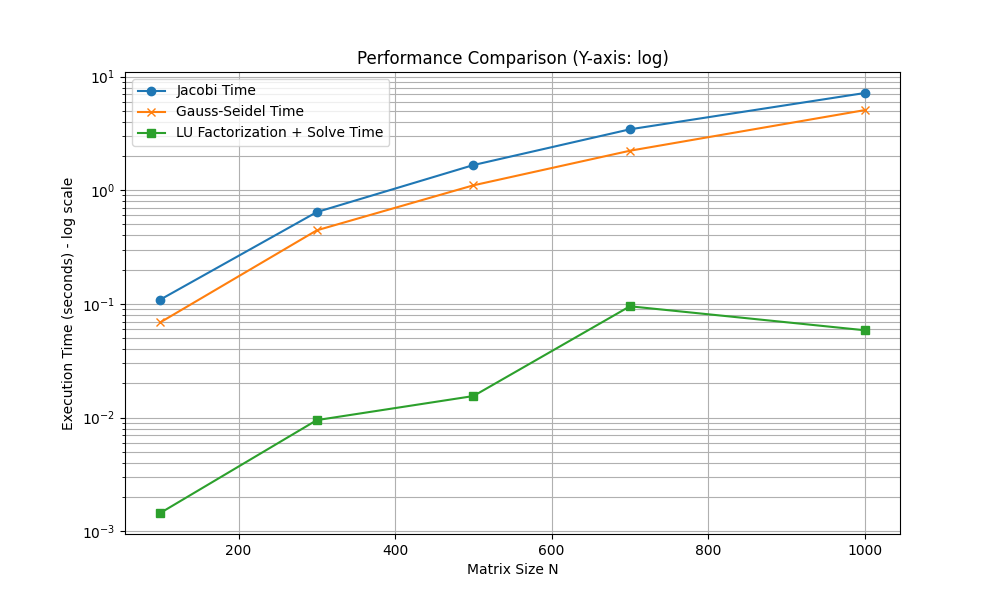 Performance Comparison (Y-axis: log)
Jacobi Time
Gauss-Seidel Time
LU Factorization + Solve Time
Execution Time (seconds) - log scale
10¹
10⁰
10⁻¹
10⁻²
10⁻³
200 400 600 800 1000
Matrix Size N